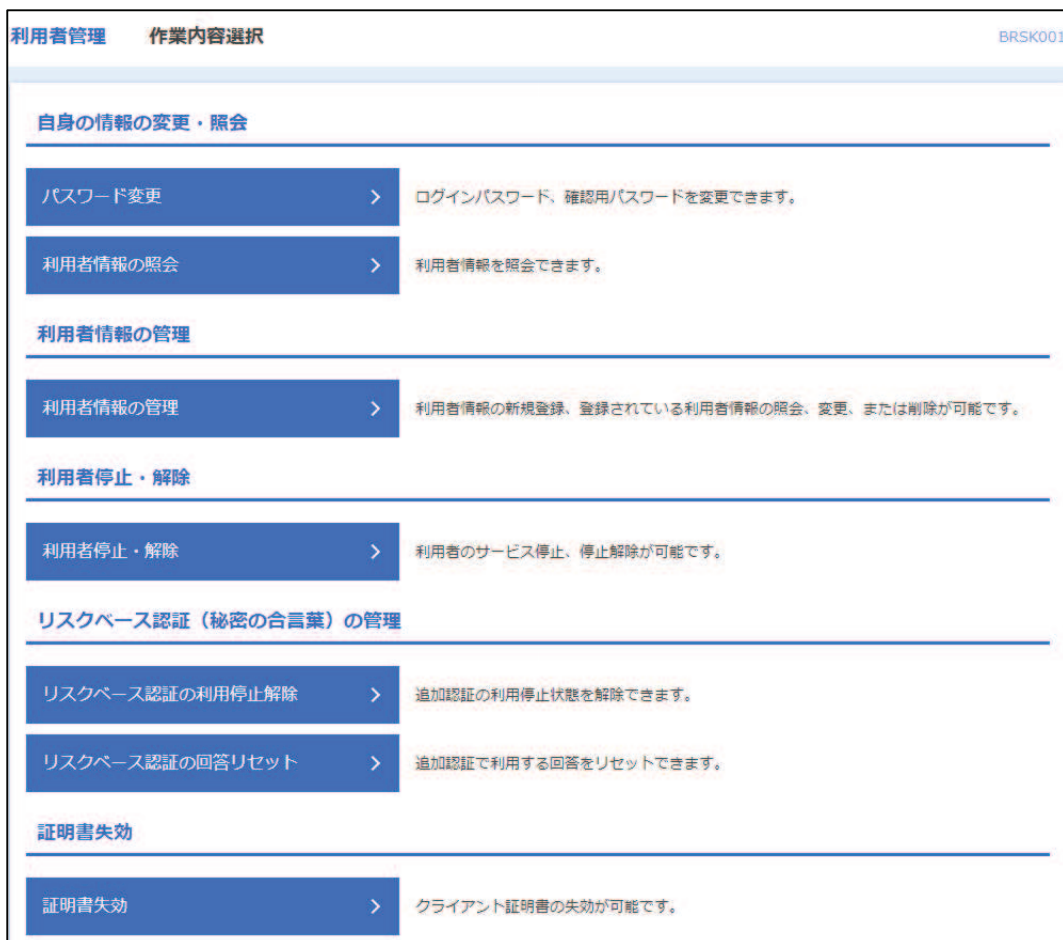 利用者管理 作業内容選択 BRSK001
自身の情報の変更・照会
パスワード変更 ログインパスワード、確認用パスワードを変更できます。
利用者情報の照会 利用者情報を照会できます。
利用者情報の管理
利用者情報の管理 利用者情報の新規登録、登録されている利用者情報の照会、変更、または削除が可能です。
利用者停止・解除
利用者停止・解除 利用者のサービス停止、停止解除が可能です。
リスクベース認証（秘密の合言葉）の管理
リスクベース認証の利用停止解除 追加認証の利用停止状態を解除できます。
リスクベース認証の回答リセット 追加認証で利用する回答をリセットできます。
証明書失効
証明書失効 クライアント証明書の失効が可能です。